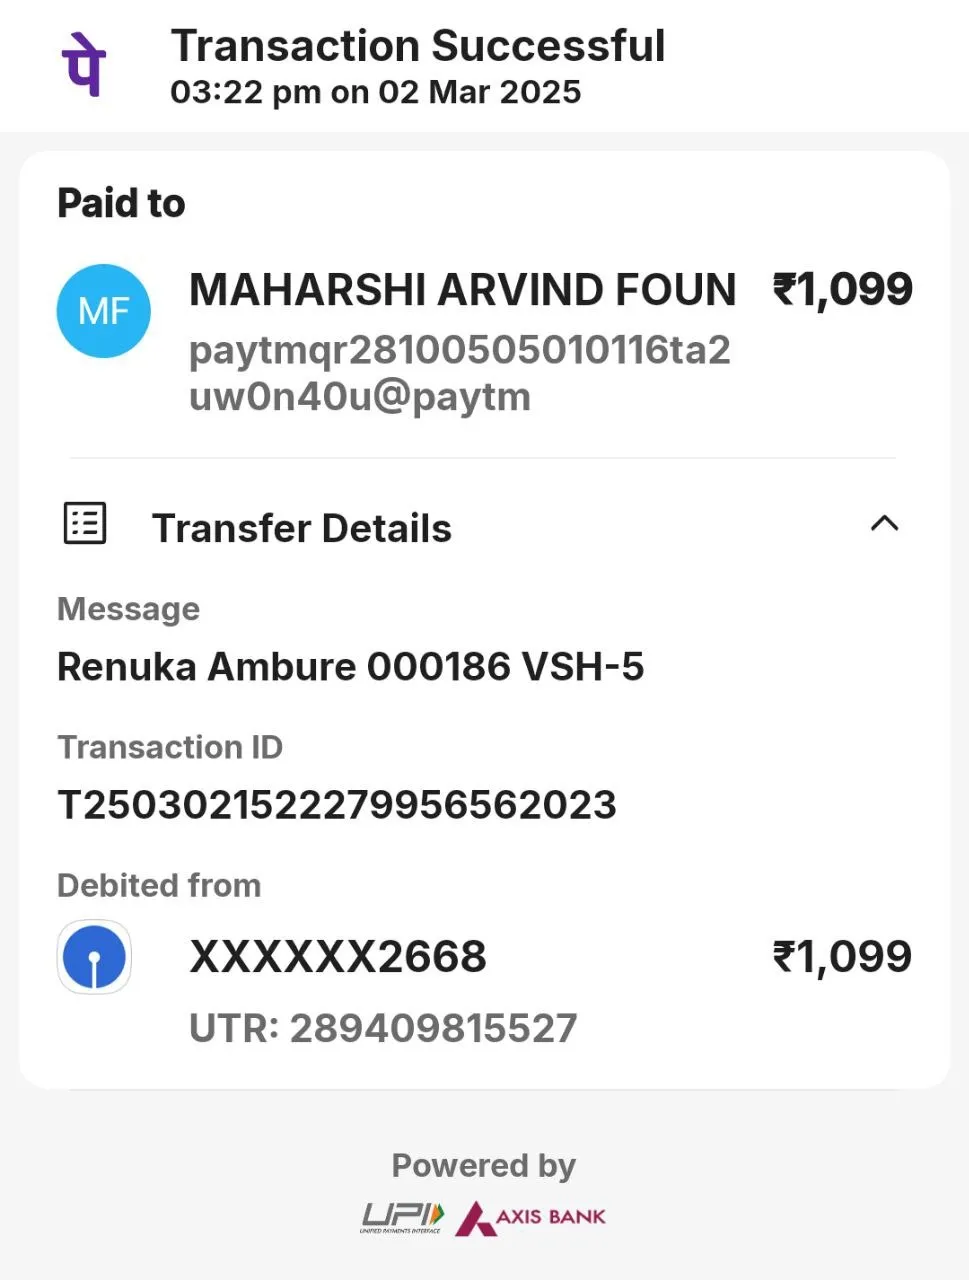 पे
Transaction Successful
03:22 pm on 02 Mar 2025
Paid to
MF
MAHARSHI ARVIND FOUN ₹1,099
paytmqr28100505010116ta2
uw0n40u@paytm
Transfer Details
Message
Renuka Ambure 000186 VSH-5
Transaction ID
T2503021522279956562023
Debited from
XXXXXX2668 ₹1,099
UTR: 289409815527
Powered by
UPI AXIS BANK
UNIFIED PAYMENTS INTERFACE